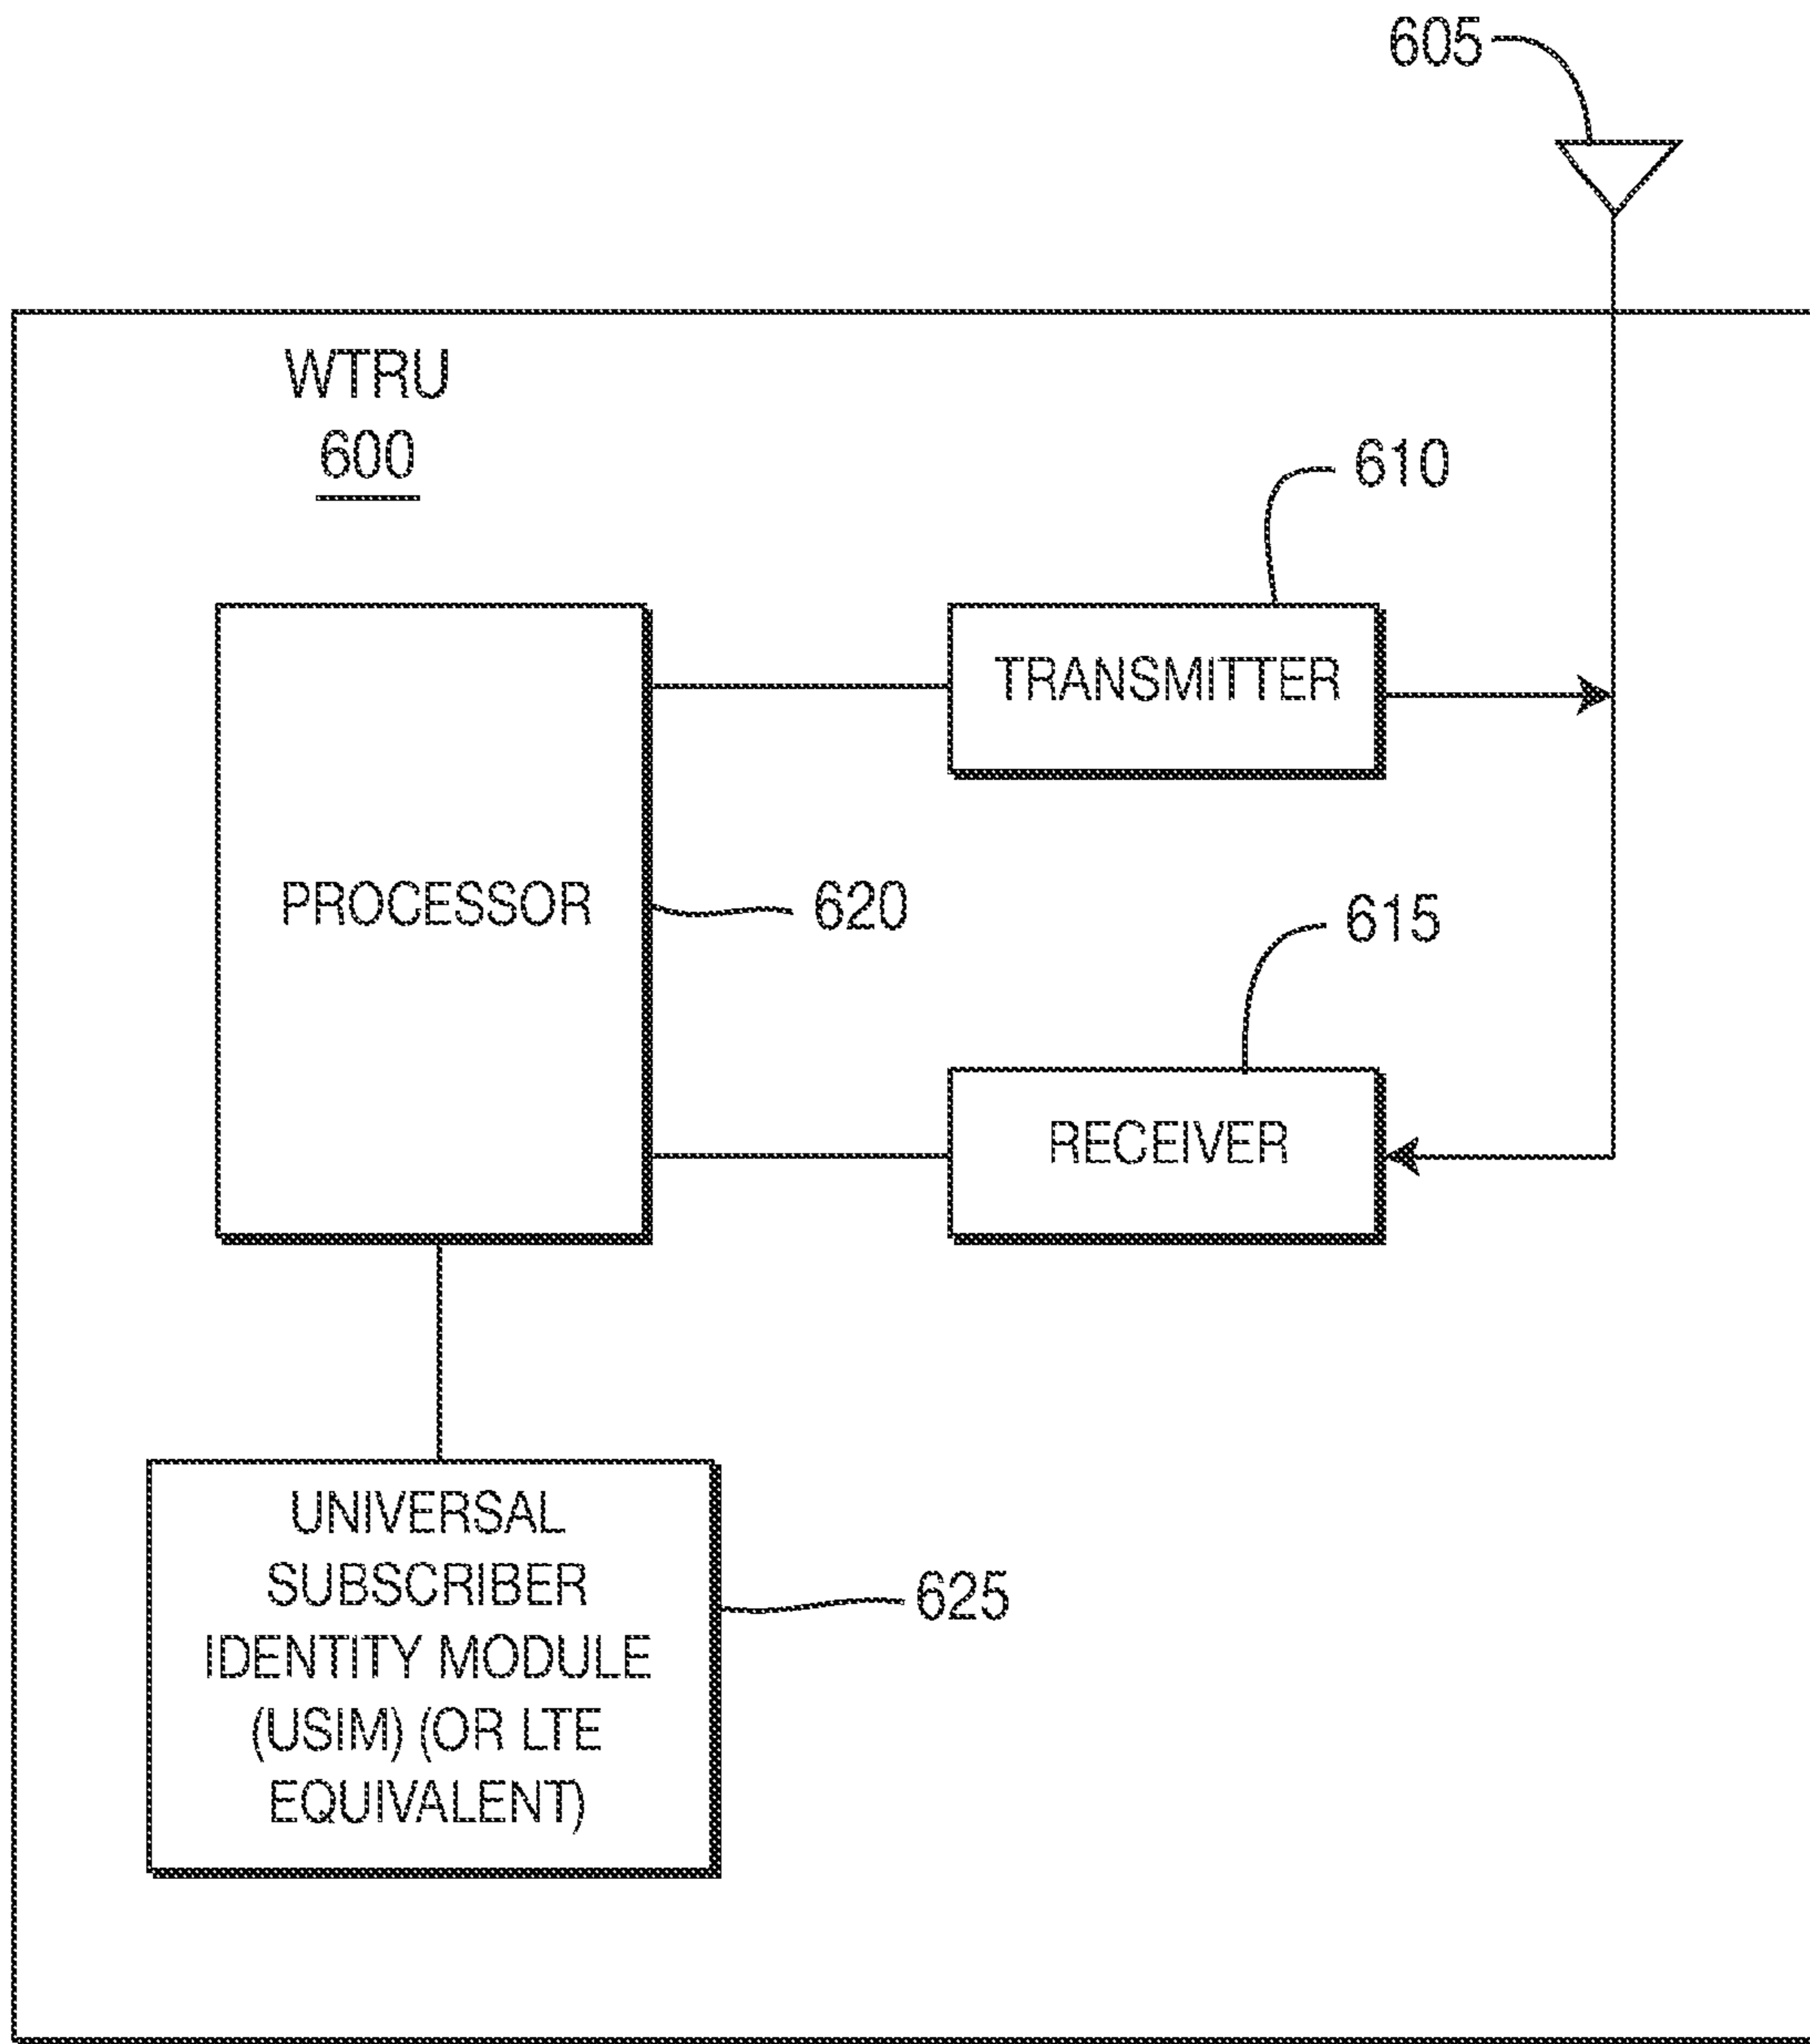 605
WTRU
600
610
TRANSMITTER
PROCESSOR
620
615
RECEIVER
UNIVERSAL
SUBSCRIBER
IDENTITY MODULE
(USIM) (OR LTE
EQUIVALENT)
625